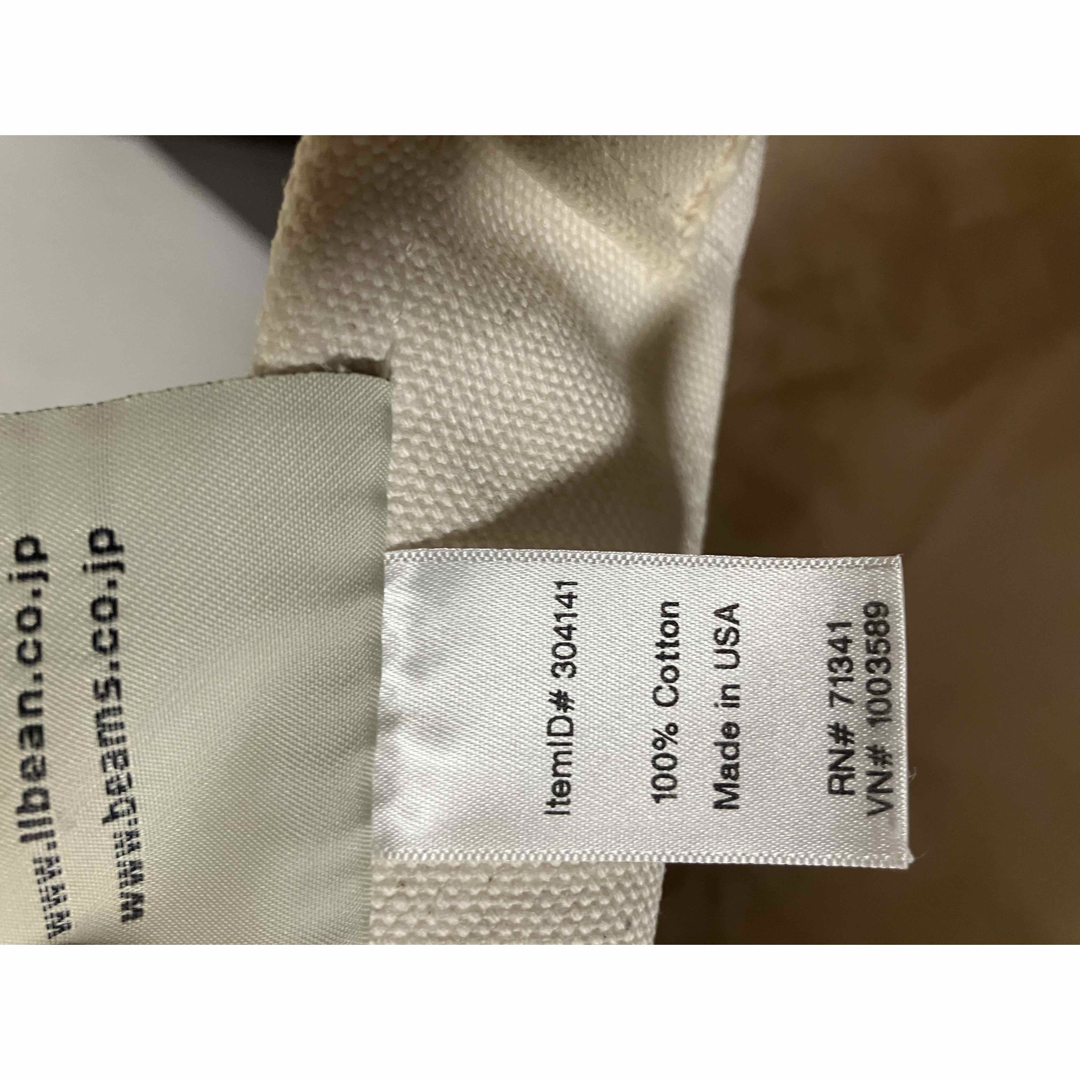 www.llbean.co.jp
www.beams.co.jp
ItemID# 304141
100% Cotton
Made in USA
RN# 71341
VN# 1003589